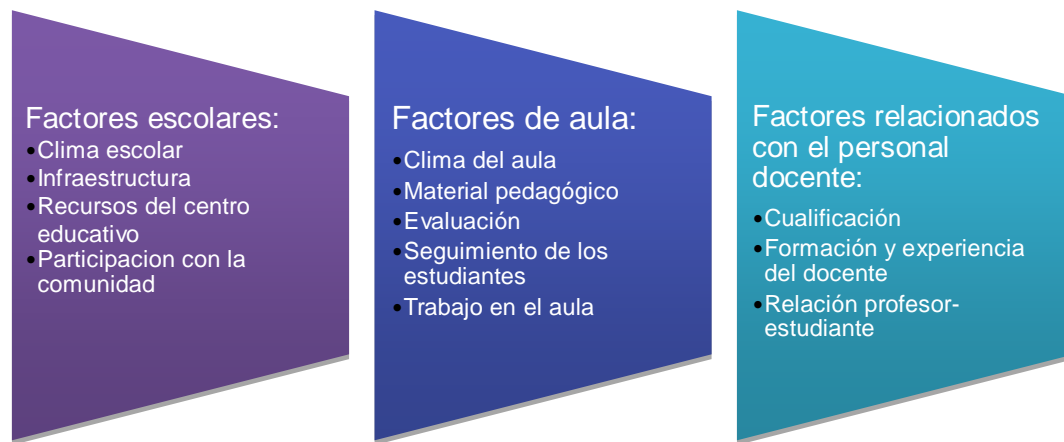 Factores escolares:
•Clima escolar
•Infraestructura
•Recursos del centro
educativo
•Participacion con la
comunidad
Factores de aula:
•Clima del aula
•Material pedagógico
•Evaluación
•Seguimiento de los
estudiantes
•Trabajo en el aula
Factores relacionados
con el personal
docente:
•Cualificación
•Formación y experiencia
del docente
•Relación profesor-
estudiante